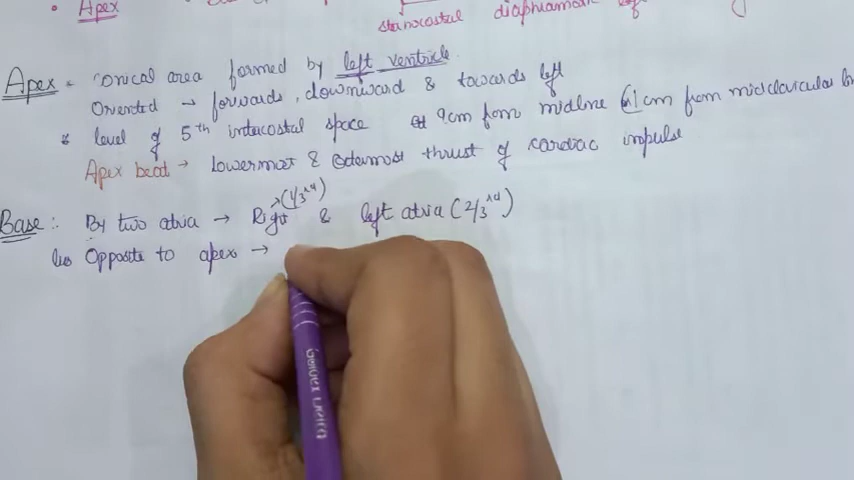 • Apex
stanocostal diaphramatic
Apex = Conical area formed by left ventricle
Oriented → forwards, downward & towards left
level of 5th intercostal space at 9cm from midline (1cm from midclavicular
Apex beat → Lowermost & Outermost thrust of cardiac impulse
→(1/3rd)
Base :- By two atria → Right & left atria (2/3rd)
lies Opposite to apex →